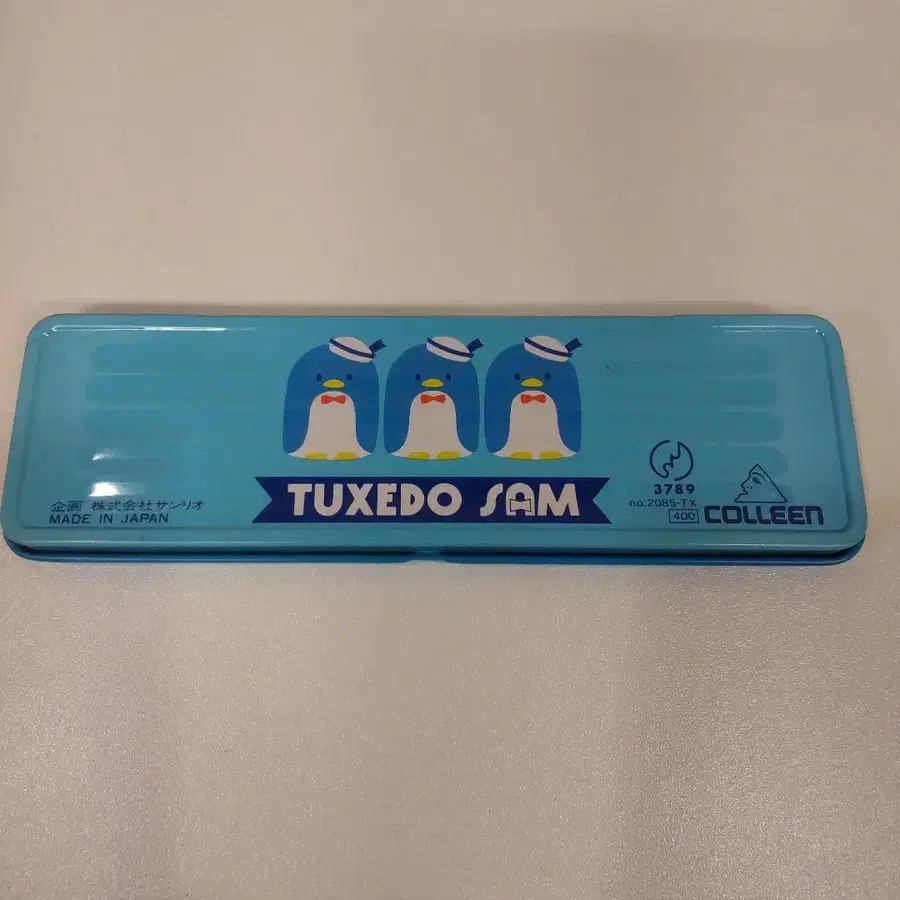 TUXEDO SAM
企画 株式会社サンリオ
MADE IN JAPAN
3789
no.2085-TX
400
COLLEEN